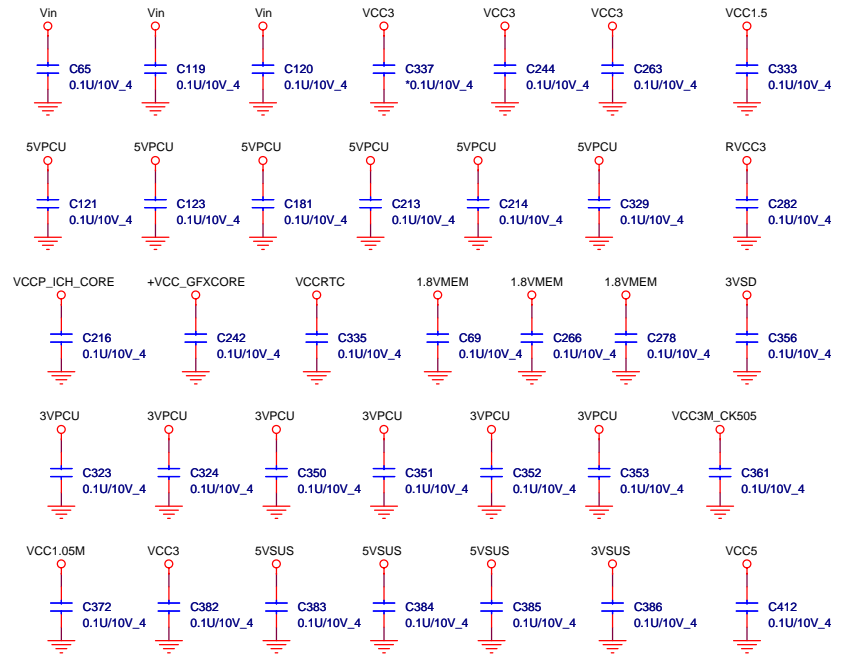 Vin Vin Vin VCC3 VCC3 VCC3 VCC1.5
C65 C119 C120 C337 C244 C263 C333
0.1U/10V_4 0.1U/10V_4 0.1U/10V_4 *0.1U/10V_4 0.1U/10V_4 0.1U/10V_4 0.1U/10V_4
5VPCU 5VPCU 5VPCU 5VPCU 5VPCU 5VPCU RVCC3
C121 C123 C181 C213 C214 C329 C282
0.1U/10V_4 0.1U/10V_4 0.1U/10V_4 0.1U/10V_4 0.1U/10V_4 0.1U/10V_4 0.1U/10V_4
VCCP_ICH_CORE +VCC_GFXCORE VCCRTC 1.8VMEM 1.8VMEM 1.8VMEM 3VSD
C216 C242 C335 C69 C266 C278 C356
0.1U/10V_4 0.1U/10V_4 0.1U/10V_4 0.1U/10V_4 0.1U/10V_4 0.1U/10V_4 0.1U/10V_4
3VPCU 3VPCU 3VPCU 3VPCU 3VPCU 3VPCU VCC3M_CK505
C323 C324 C350 C351 C352 C353 C361
0.1U/10V_4 0.1U/10V_4 0.1U/10V_4 0.1U/10V_4 0.1U/10V_4 0.1U/10V_4 0.1U/10V_4
VCC1.05M VCC3 5VSUS 5VSUS 5VSUS 3VSUS VCC5
C372 C382 C383 C384 C385 C386 C412
0.1U/10V_4 0.1U/10V_4 0.1U/10V_4 0.1U/10V_4 0.1U/10V_4 0.1U/10V_4 0.1U/10V_4